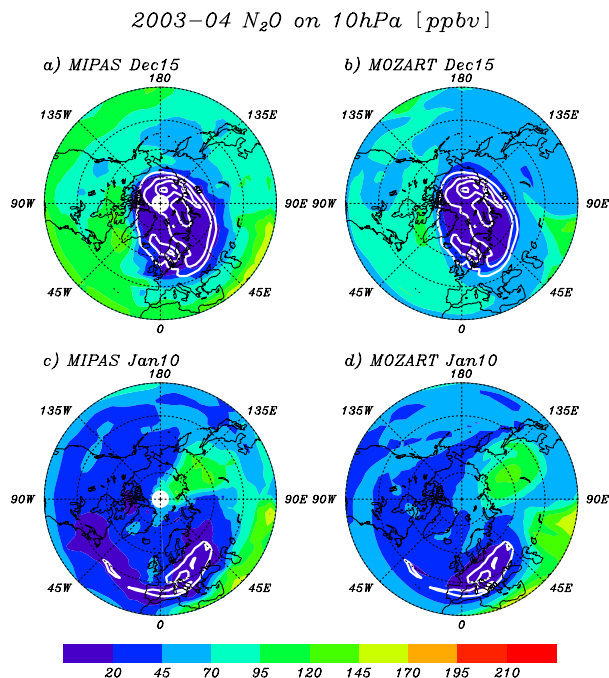 2003-04 N₂O on 10hPa [ppbv]
a) MIPAS Dec15
b) MOZART Dec15
180
180
135W
135E
135W
135E
90W
90E
90W
90E
45W
45E
45W
45E
0
0
c) MIPAS Jan10
d) MOZART Jan10
180
180
135W
135E
135W
135E
90W
90E
90W
90E
45W
45E
45W
45E
0
0
20 45 70 95 120 145 170 195 210